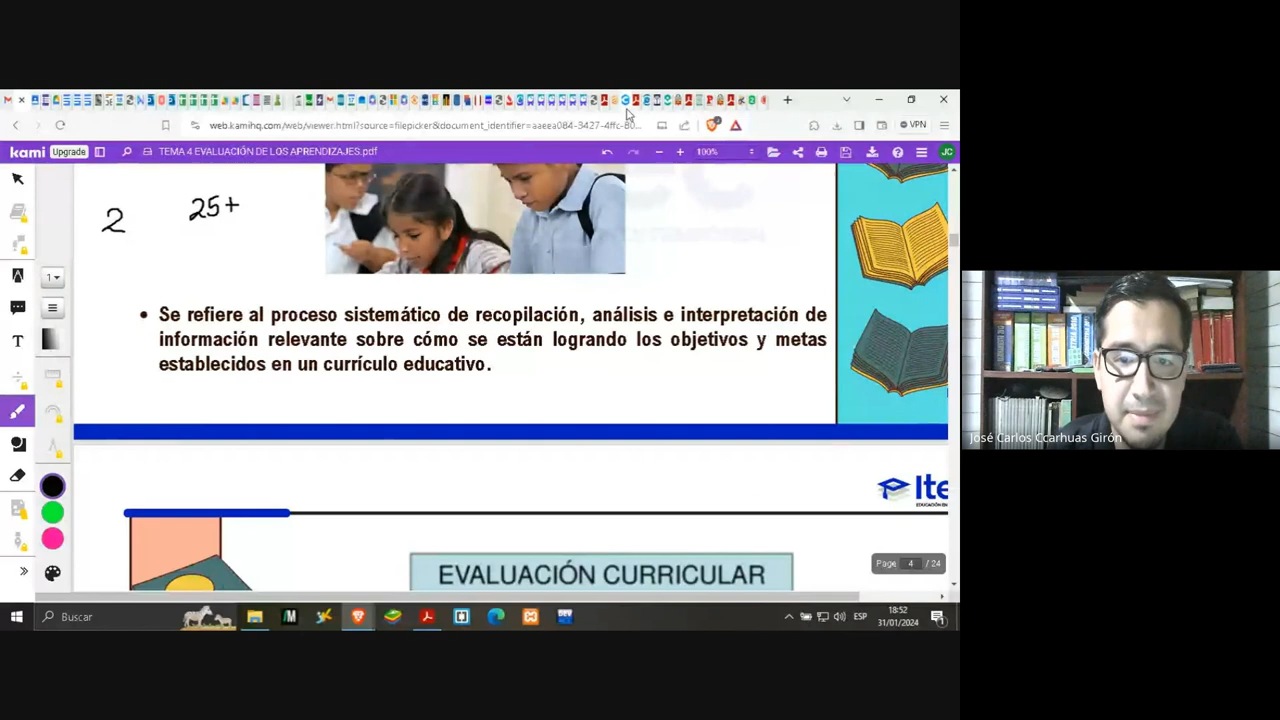 web.kamihq.com/web/viewer.html?source=filepicker&document_identifier=aaeea084-3427-4ffc-80...
VPN
kami Upgrade
TEMA 4 EVALUACIÓN DE LOS APRENDIZAJES.pdf
100%
JC
2 25+
1
• Se refiere al proceso sistemático de recopilación, análisis e interpretación de
información relevante sobre cómo se están logrando los objetivos y metas
establecidos en un currículo educativo.
José Carlos Ccarhuas Girón
Ite
EVALUACIÓN CURRICULAR
Page 4 / 24
Buscar
ESP
18:52
31/01/2024